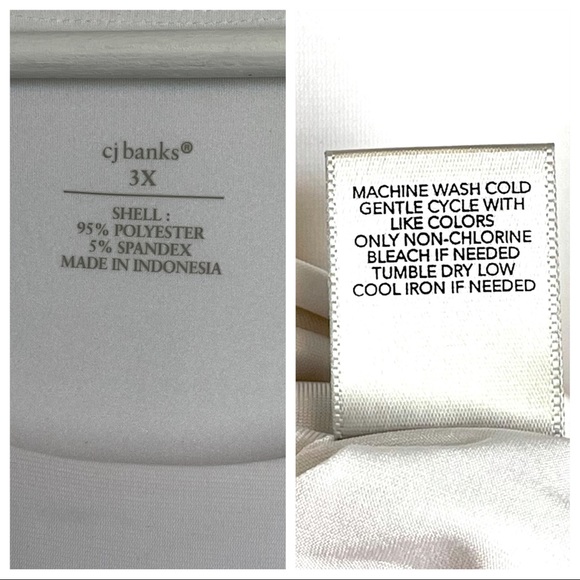 cj banks®
3X
SHELL :
95% POLYESTER
5% SPANDEX
MADE IN INDONESIA
MACHINE WASH COLD
GENTLE CYCLE WITH
LIKE COLORS
ONLY NON-CHLORINE
BLEACH IF NEEDED
TUMBLE DRY LOW
COOL IRON IF NEEDED